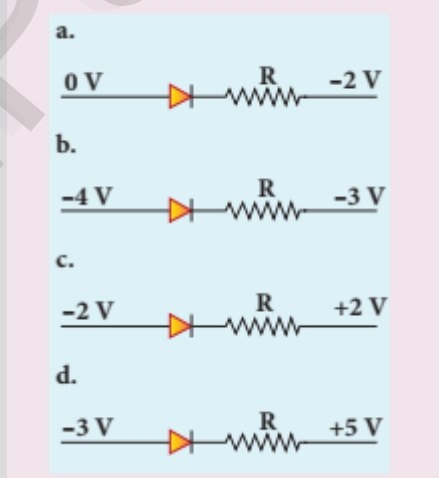 a.
0 V R –2 V
b.
–4 V R –3 V
c.
–2 V R +2 V
d.
–3 V R +5 V